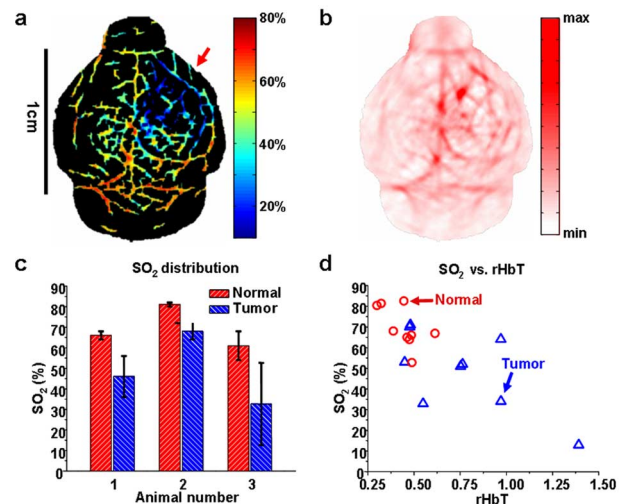 a
80%
60%
40%
20%
1cm
b
max
min
c
SO₂ distribution
Normal
Tumor
SO₂ (%)
90
80
70
60
50
40
30
20
10
0
1
2
3
Animal number
d
SO₂ vs. rHbT
Normal
Tumor
SO₂ (%)
90
80
70
60
50
40
30
20
10
0
0.25
0.50
0.75
1.00
1.25
1.50
rHbT